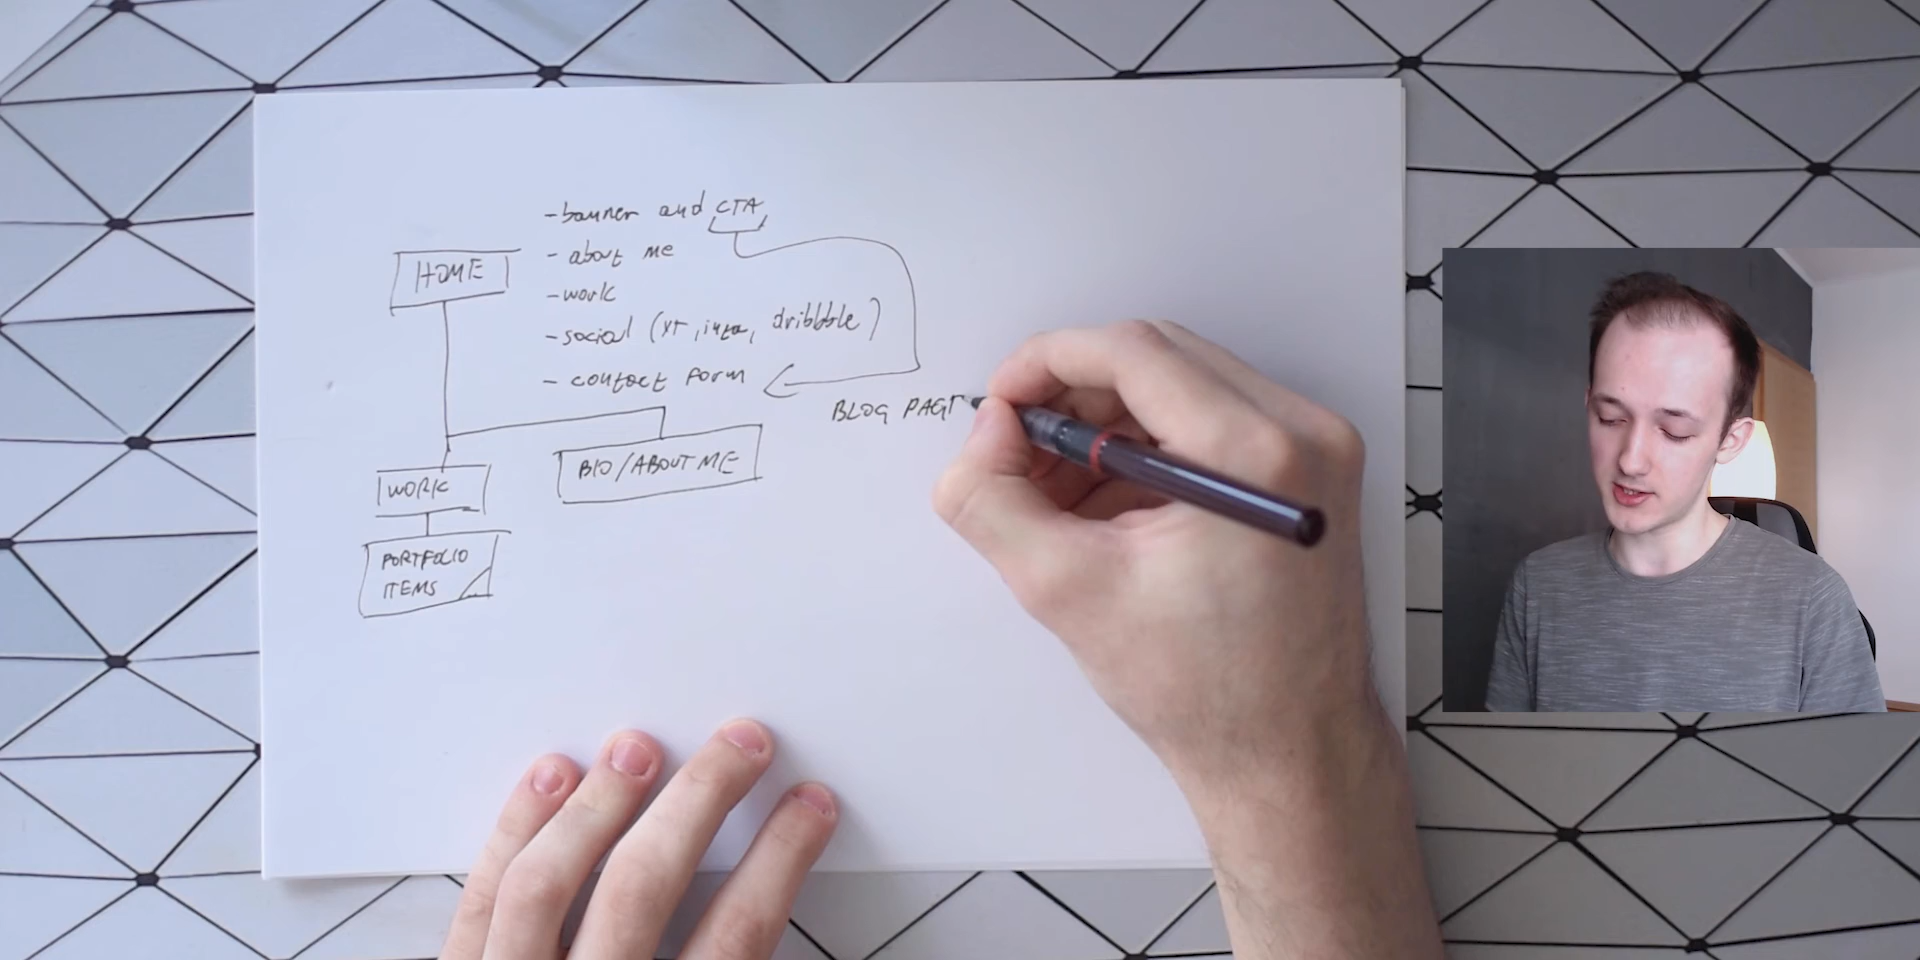 -banner and CTA
- about me
-work
-social (YT, insta, dribbble)
- contact form
HOME
BLOG PAGE
BIO/ABOUT ME
WORK
PORTFOLIO
ITEMS